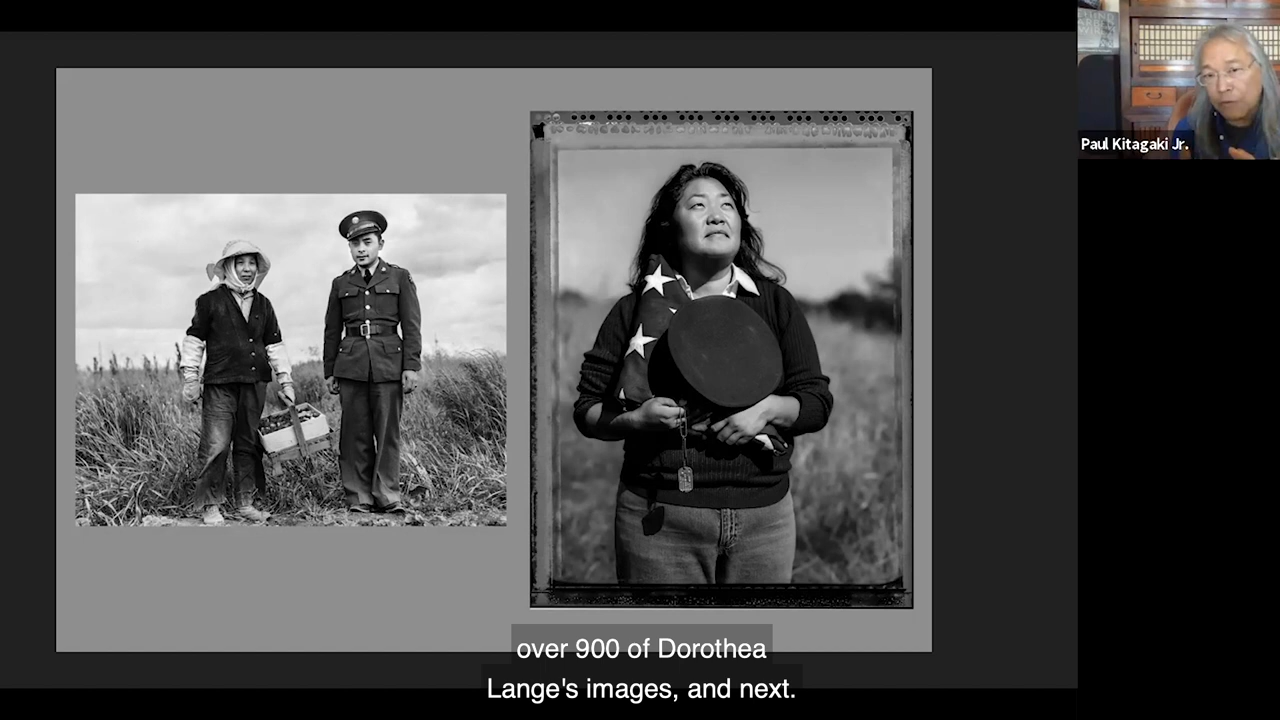 Paul Kitagaki Jr.
over 900 of Dorothea
Lange's images, and next.